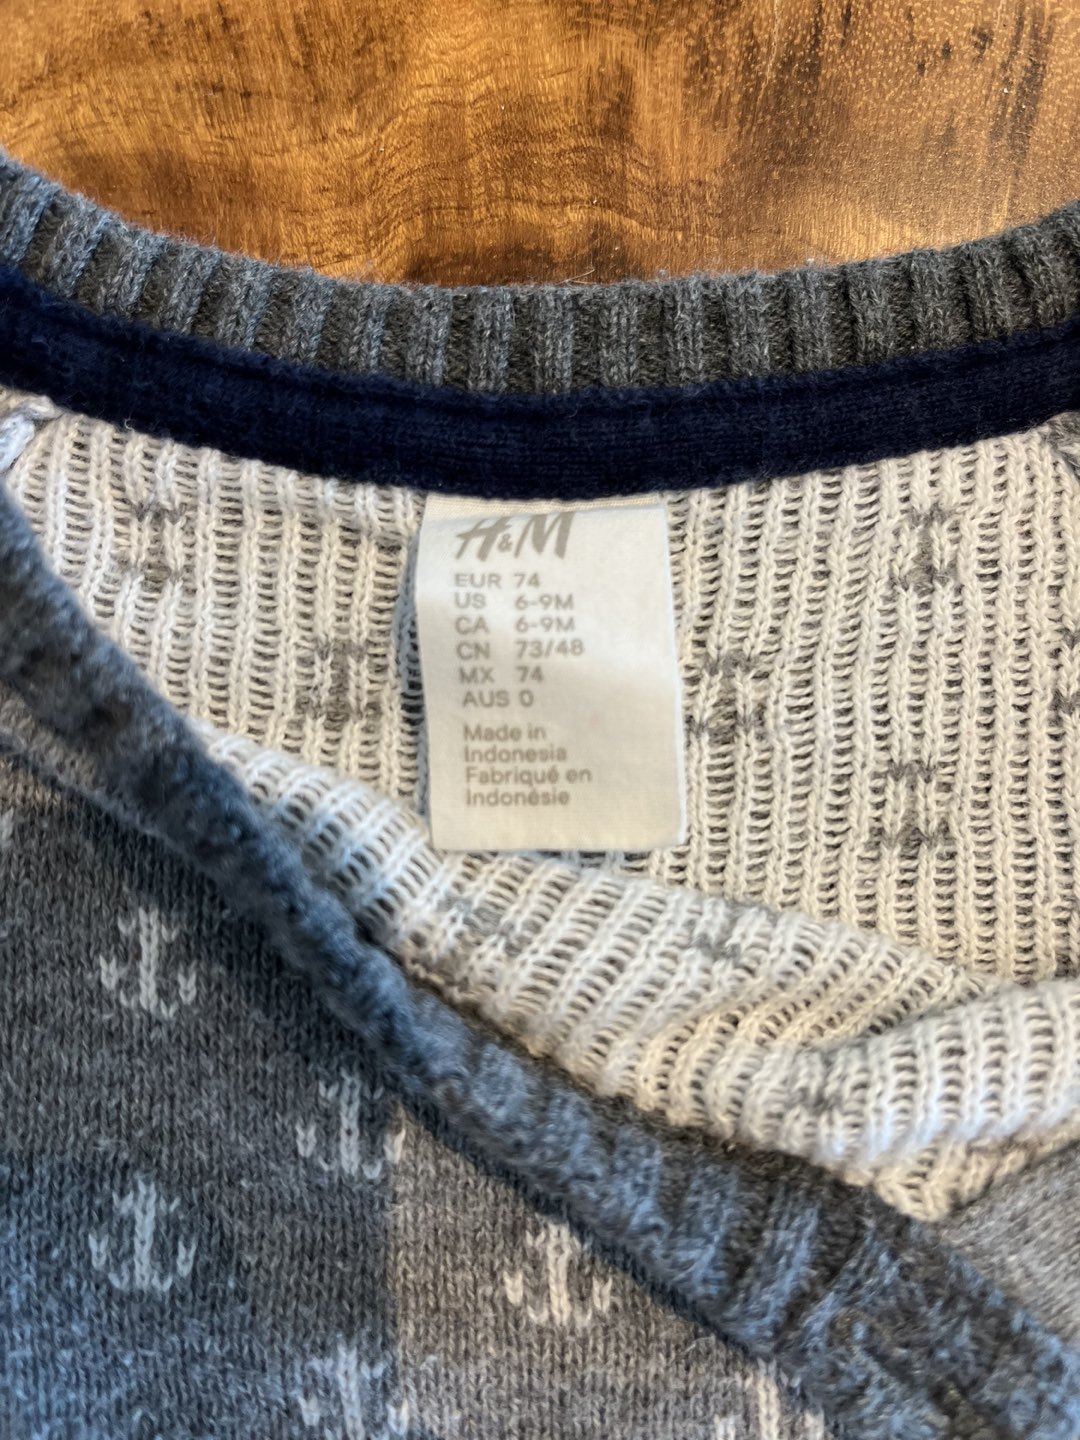 H&M
EUR 74
US 6-9M
CA 6-9M
CN 73/48
MX 74
AUS 0
Made in
Indonesia
Fabriqué en
Indonésie